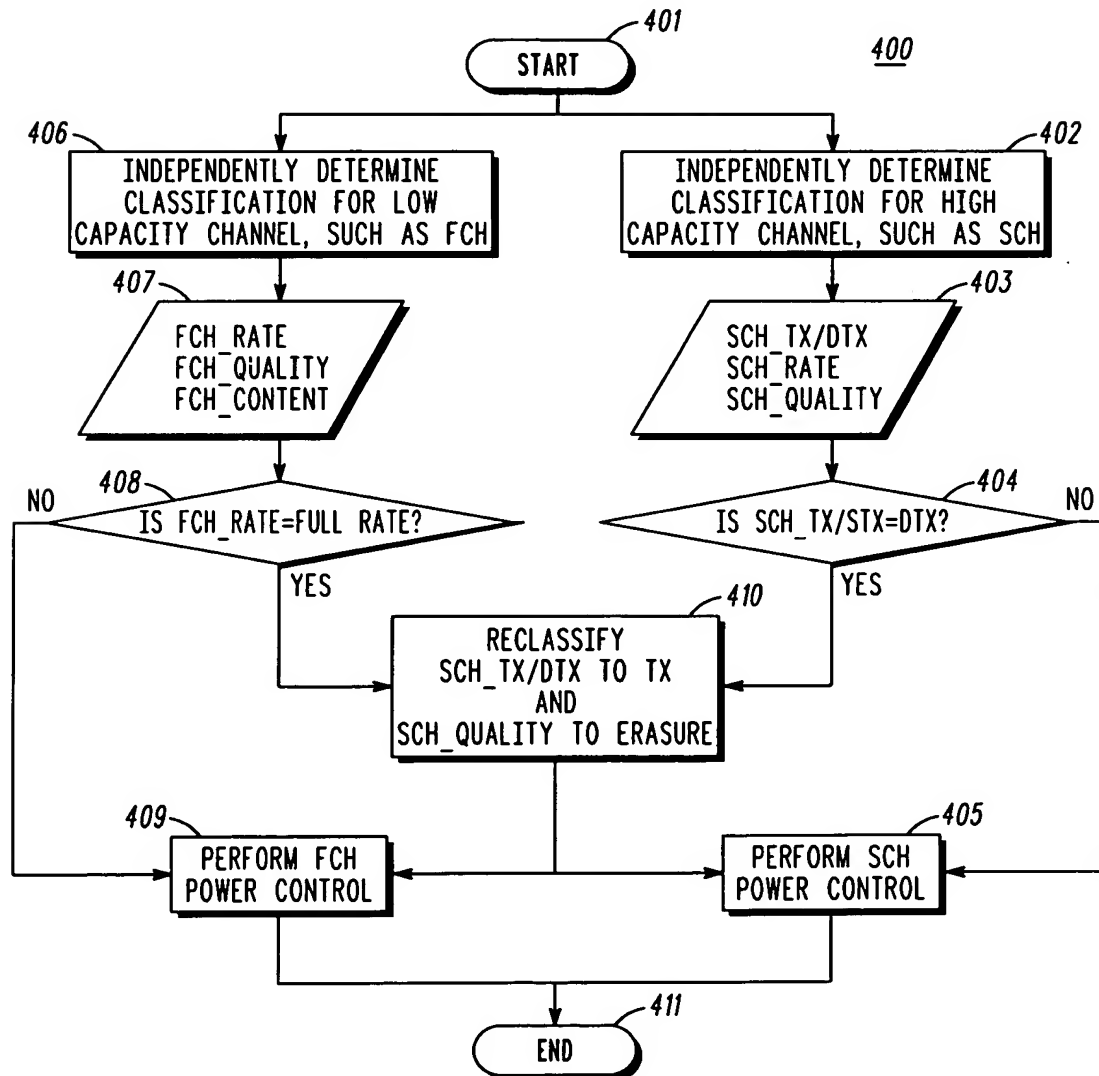 401
START
400
406
INDEPENDENTLY DETERMINE
CLASSIFICATION FOR LOW
CAPACITY CHANNEL, SUCH AS FCH
402
INDEPENDENTLY DETERMINE
CLASSIFICATION FOR HIGH
CAPACITY CHANNEL, SUCH AS SCH
407
FCH_RATE
FCH_QUALITY
FCH_CONTENT
403
SCH_TX/DTX
SCH_RATE
SCH_QUALITY
408
NO
IS FCH_RATE=FULL RATE?
YES
404
NO
IS SCH_TX/STX=DTX?
YES
410
RECLASSIFY
SCH_TX/DTX TO TX
AND
SCH_QUALITY TO ERASURE
409
PERFORM FCH
POWER CONTROL
405
PERFORM SCH
POWER CONTROL
411
END